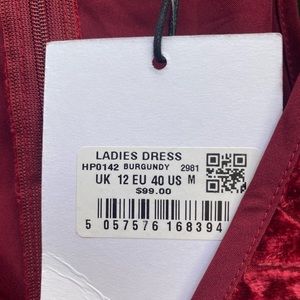 LADIES DRESS
HP0142 BURGUNDY 2981
UK 12 EU 40 US M
$99.00
5 057576 168394